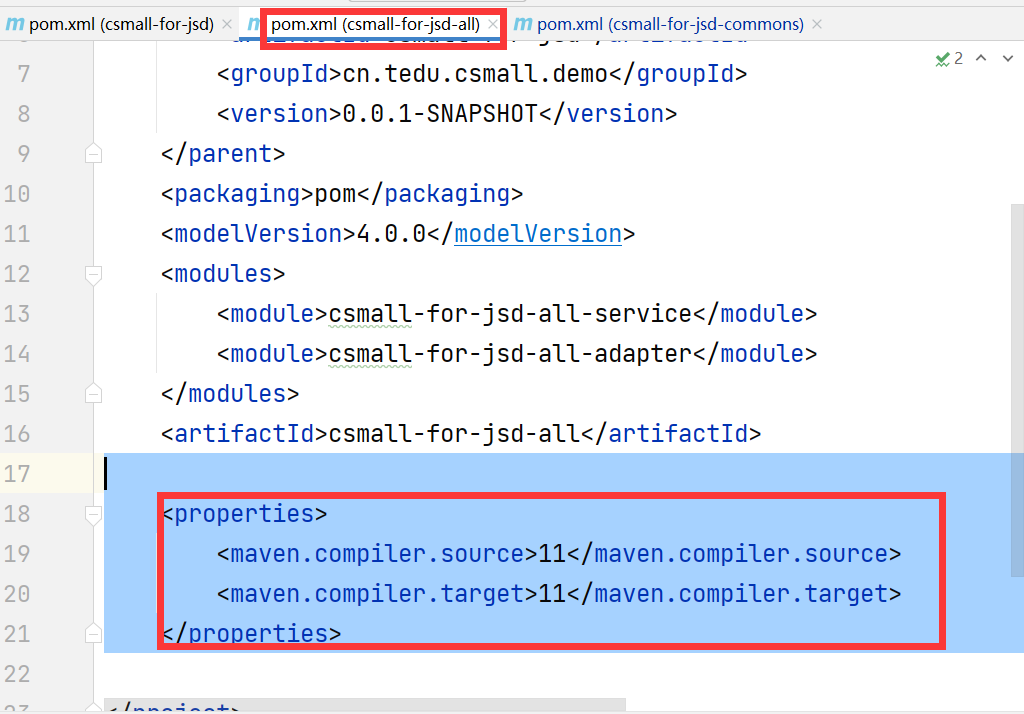 pom.xml (csmall-for-jsd)
pom.xml (csmall-for-jsd-all)
pom.xml (csmall-for-jsd-commons)
2
7 <groupId>cn.tedu.csmall.demo</groupId>
8 <version>0.0.1-SNAPSHOT</version>
9 </parent>
10 <packaging>pom</packaging>
11 <modelVersion>4.0.0</modelVersion>
12 <modules>
13 <module>csmall-for-jsd-all-service</module>
14 <module>csmall-for-jsd-all-adapter</module>
15 </modules>
16 <artifactId>csmall-for-jsd-all</artifactId>
17
18 <properties>
19 <maven.compiler.source>11</maven.compiler.source>
20 <maven.compiler.target>11</maven.compiler.target>
21 </properties>
22
23 </project>